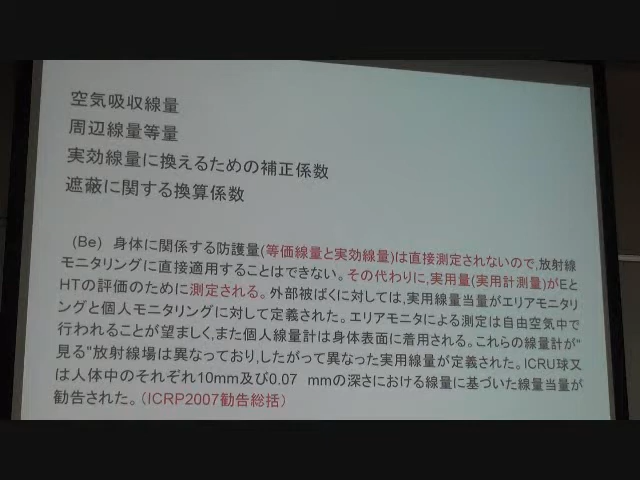 空気吸収線量
周辺線量等量
実効線量に換えるための補正係数
遮蔽に関する換算係数
(Be) 身体に関係する防護量(等価線量と実効線量)は直接測定されないので,放射線
モニタリングに直接適用することはできない。その代わりに,実用量(実用計測量)がEと
HTの評価のために測定される。外部被ばくに対しては,実用線量当量がエリアモニタリ
ングと個人モニタリングに対して定義された。エリアモニタによる測定は自由空気中で
行われることが望ましく,また個人線量計は身体表面に着用される。これらの線量計が“
見る”放射線場は異なっており,したがって異なった実用線量が定義された。ICRU球又
は人体中のそれぞれ10mm及び0.07 mmの深さにおける線量に基づいた線量当量が
勧告された。(ICRP2007勧告総括)